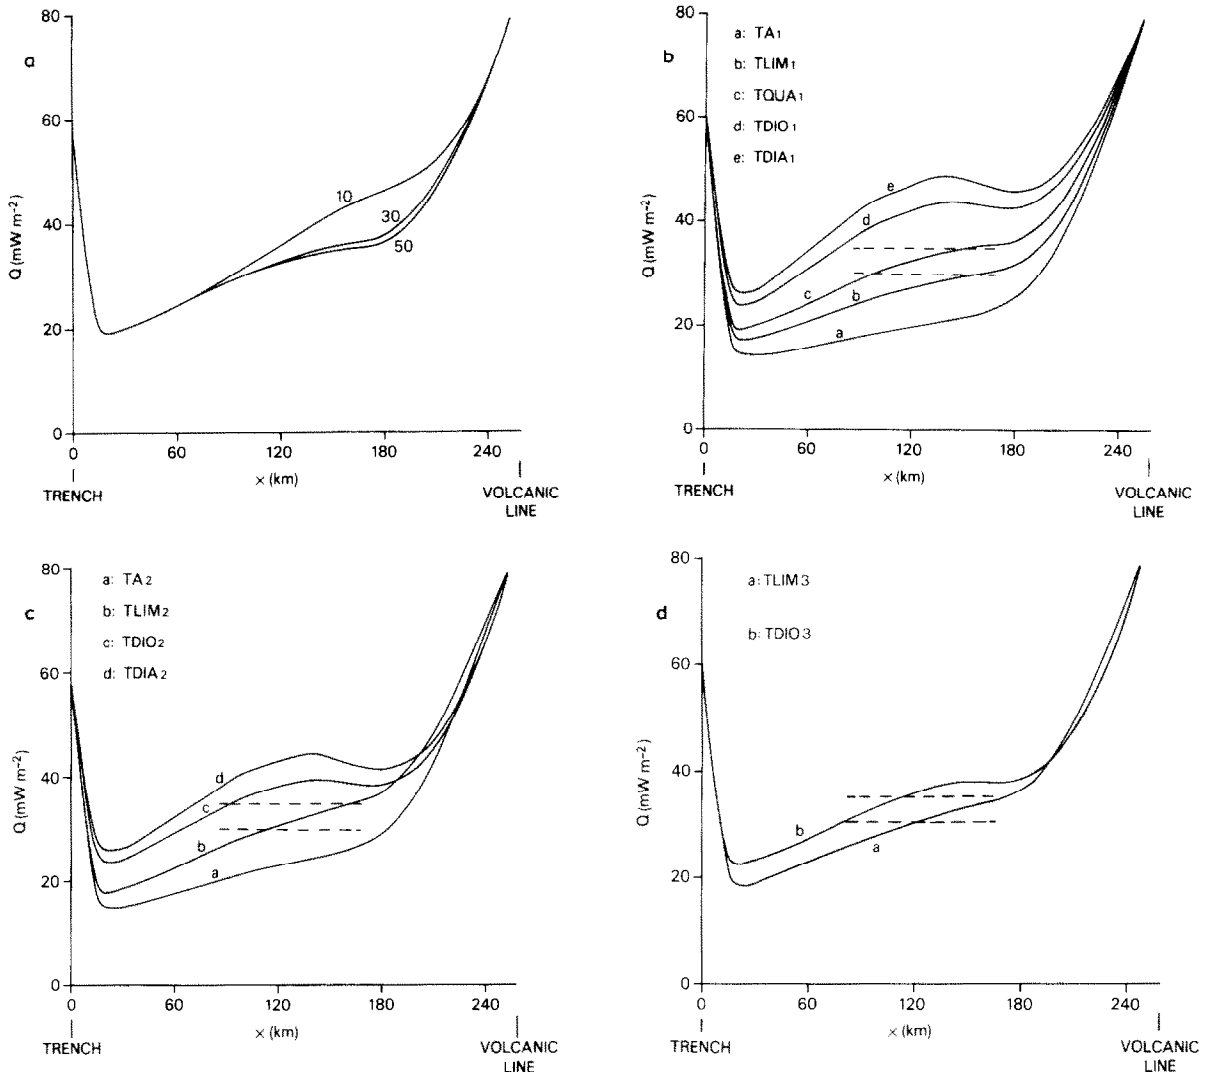 a
80
60
40
20
0
Q (mW m-2)
10
30
50
0 60 120 180 240
x (km)
TRENCH
VOLCANIC
LINE
b
80
60
40
20
0
Q (mW m-2)
a: TA1
b: TLIM1
c: TQUA1
d: TDIO1
e: TDIA1
e
d
c
b
a
0 60 120 180 240
x (km)
TRENCH
VOLCANIC
LINE
c
80
60
40
20
0
Q (mW m-2)
a: TA2
b: TLIM2
c: TDIO2
d: TDIA2
d
c
b
a
0 60 120 180 240
x (km)
TRENCH
VOLCANIC
LINE
d
80
60
40
20
0
Q (mW m-2)
a: TLIM3
b: TDIO3
b
a
0 60 120 180 240
x (km)
TRENCH
VOLCANIC
LINE